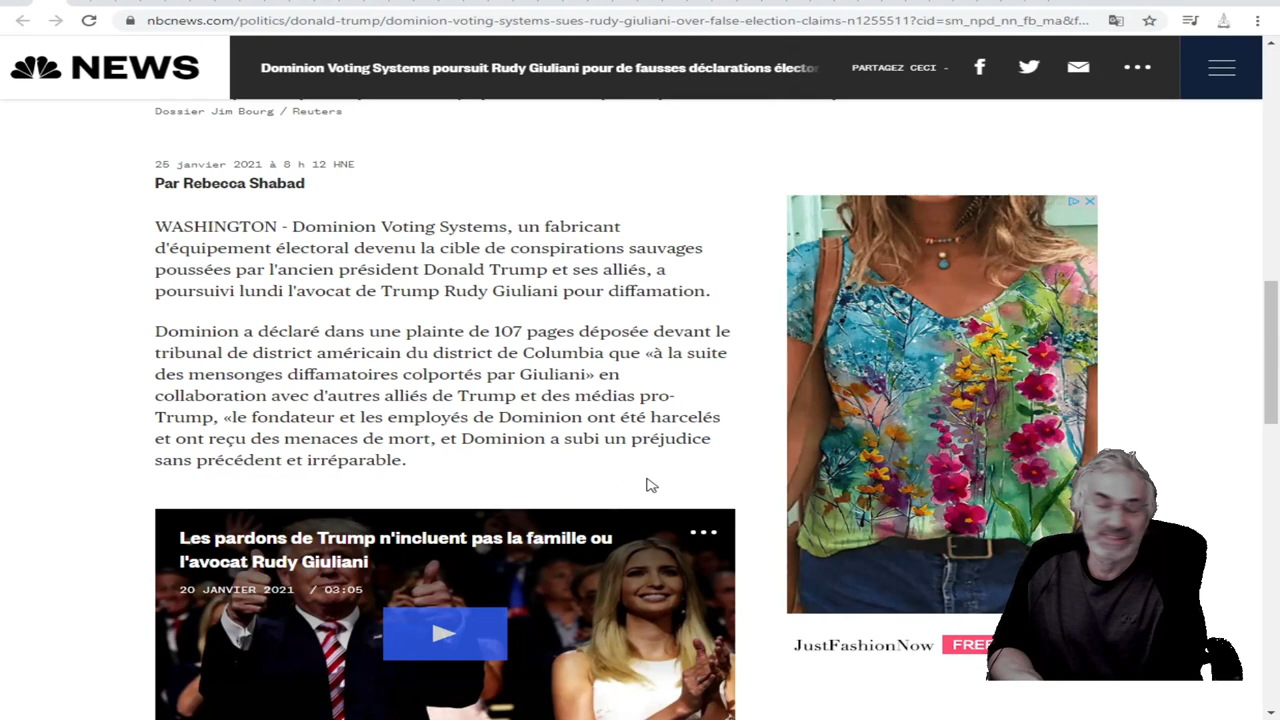 nbcnews.com/politics/donald-trump/dominion-voting-systems-sues-rudy-giuliani-over-false-election-claims-n1255511?cid=sm_npd_nn_fb_ma&f...
NEWS
Dominion Voting Systems poursuit Rudy Giuliani pour de fausses déclarations électo
PARTAGEZ CECI -
Dossier Jim Bourg / Reuters
25 janvier 2021 à 8 h 12 HNE
Par Rebecca Shabad
WASHINGTON - Dominion Voting Systems, un fabricant
d'équipement électoral devenu la cible de conspirations sauvages
poussées par l'ancien président Donald Trump et ses alliés, a
poursuivi lundi l'avocat de Trump Rudy Giuliani pour diffamation.
Dominion a déclaré dans une plainte de 107 pages déposée devant le
tribunal de district américain du district de Columbia que «à la suite
des mensonges diffamatoires colportés par Giuliani» en
collaboration avec d'autres alliés de Trump et des médias pro-
Trump, «le fondateur et les employés de Dominion ont été harcelés
et ont reçu des menaces de mort, et Dominion a subi un préjudice
sans précédent et irréparable.
Les pardons de Trump n'incluent pas la famille ou
l'avocat Rudy Giuliani
20 JANVIER 2021 / 03:05
JustFashionNow
FREE